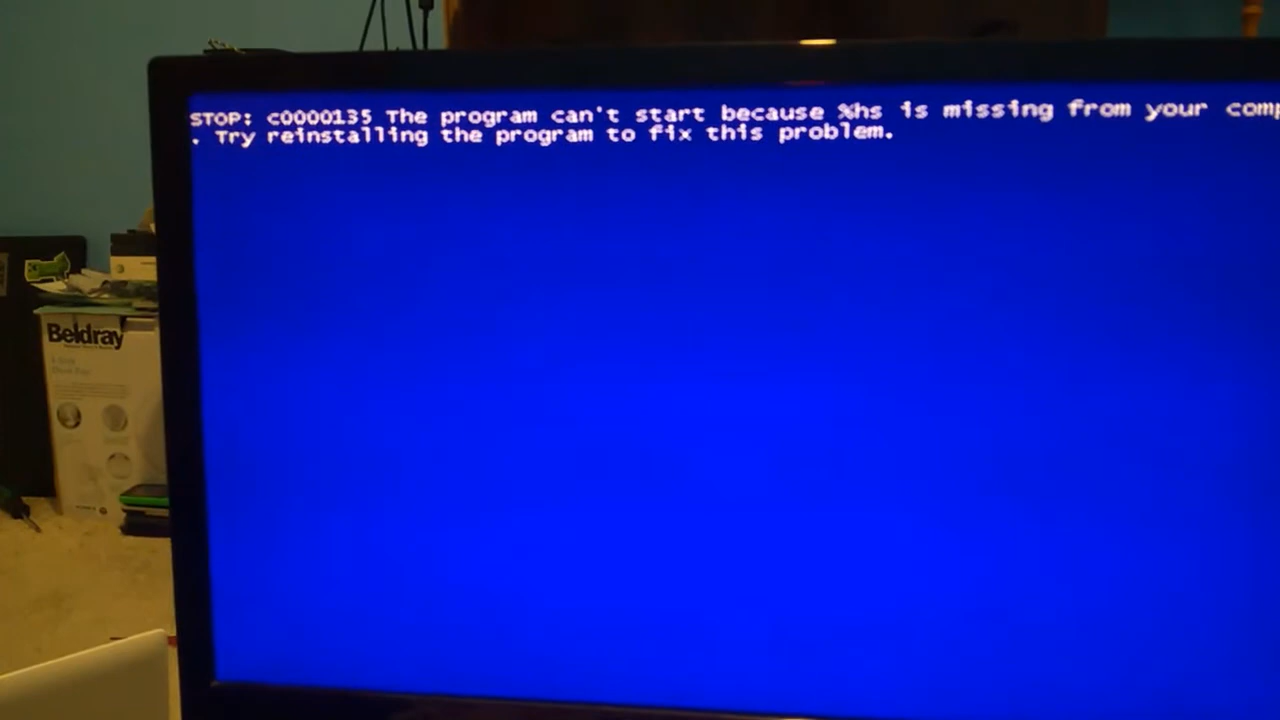 STOP: c0000135 The program can't start because %hs is missing from your comp
. Try reinstalling the program to fix this problem.
Beldray